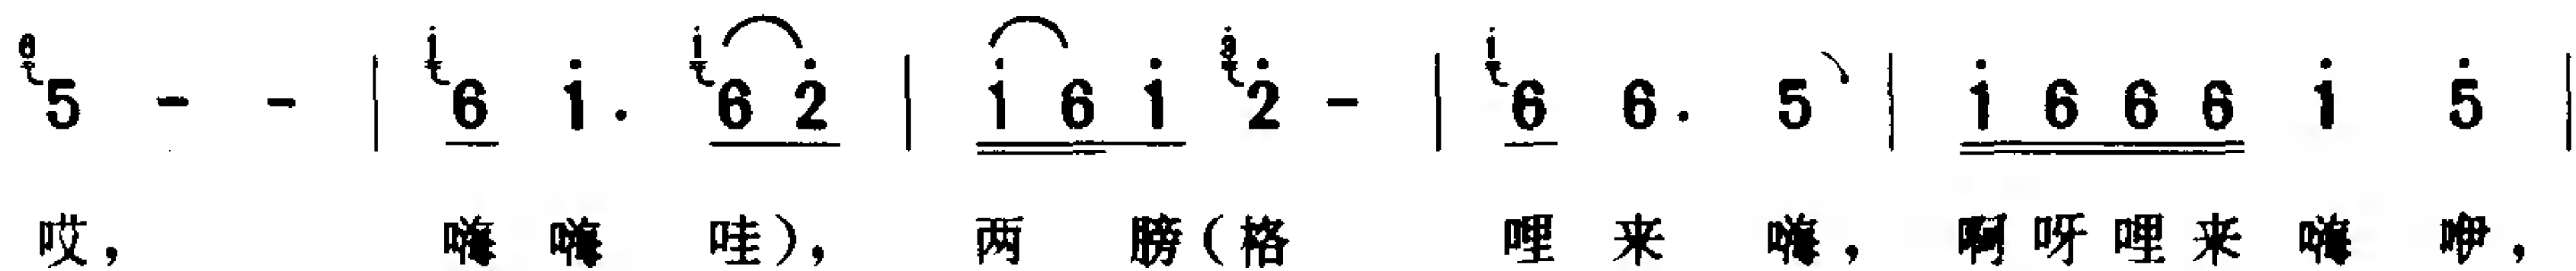 5 - - | 6 i̇ . 6 2̇ | i̇ 6 i̇ 2̇ - | 6 6 . 5 | i̇ 6 6 6 i̇ 5̇ |
哎， 嗨 嗨 哇）， 两 膀（格 哩 来 嗨， 啊 呀 哩 来 嗨 咿，